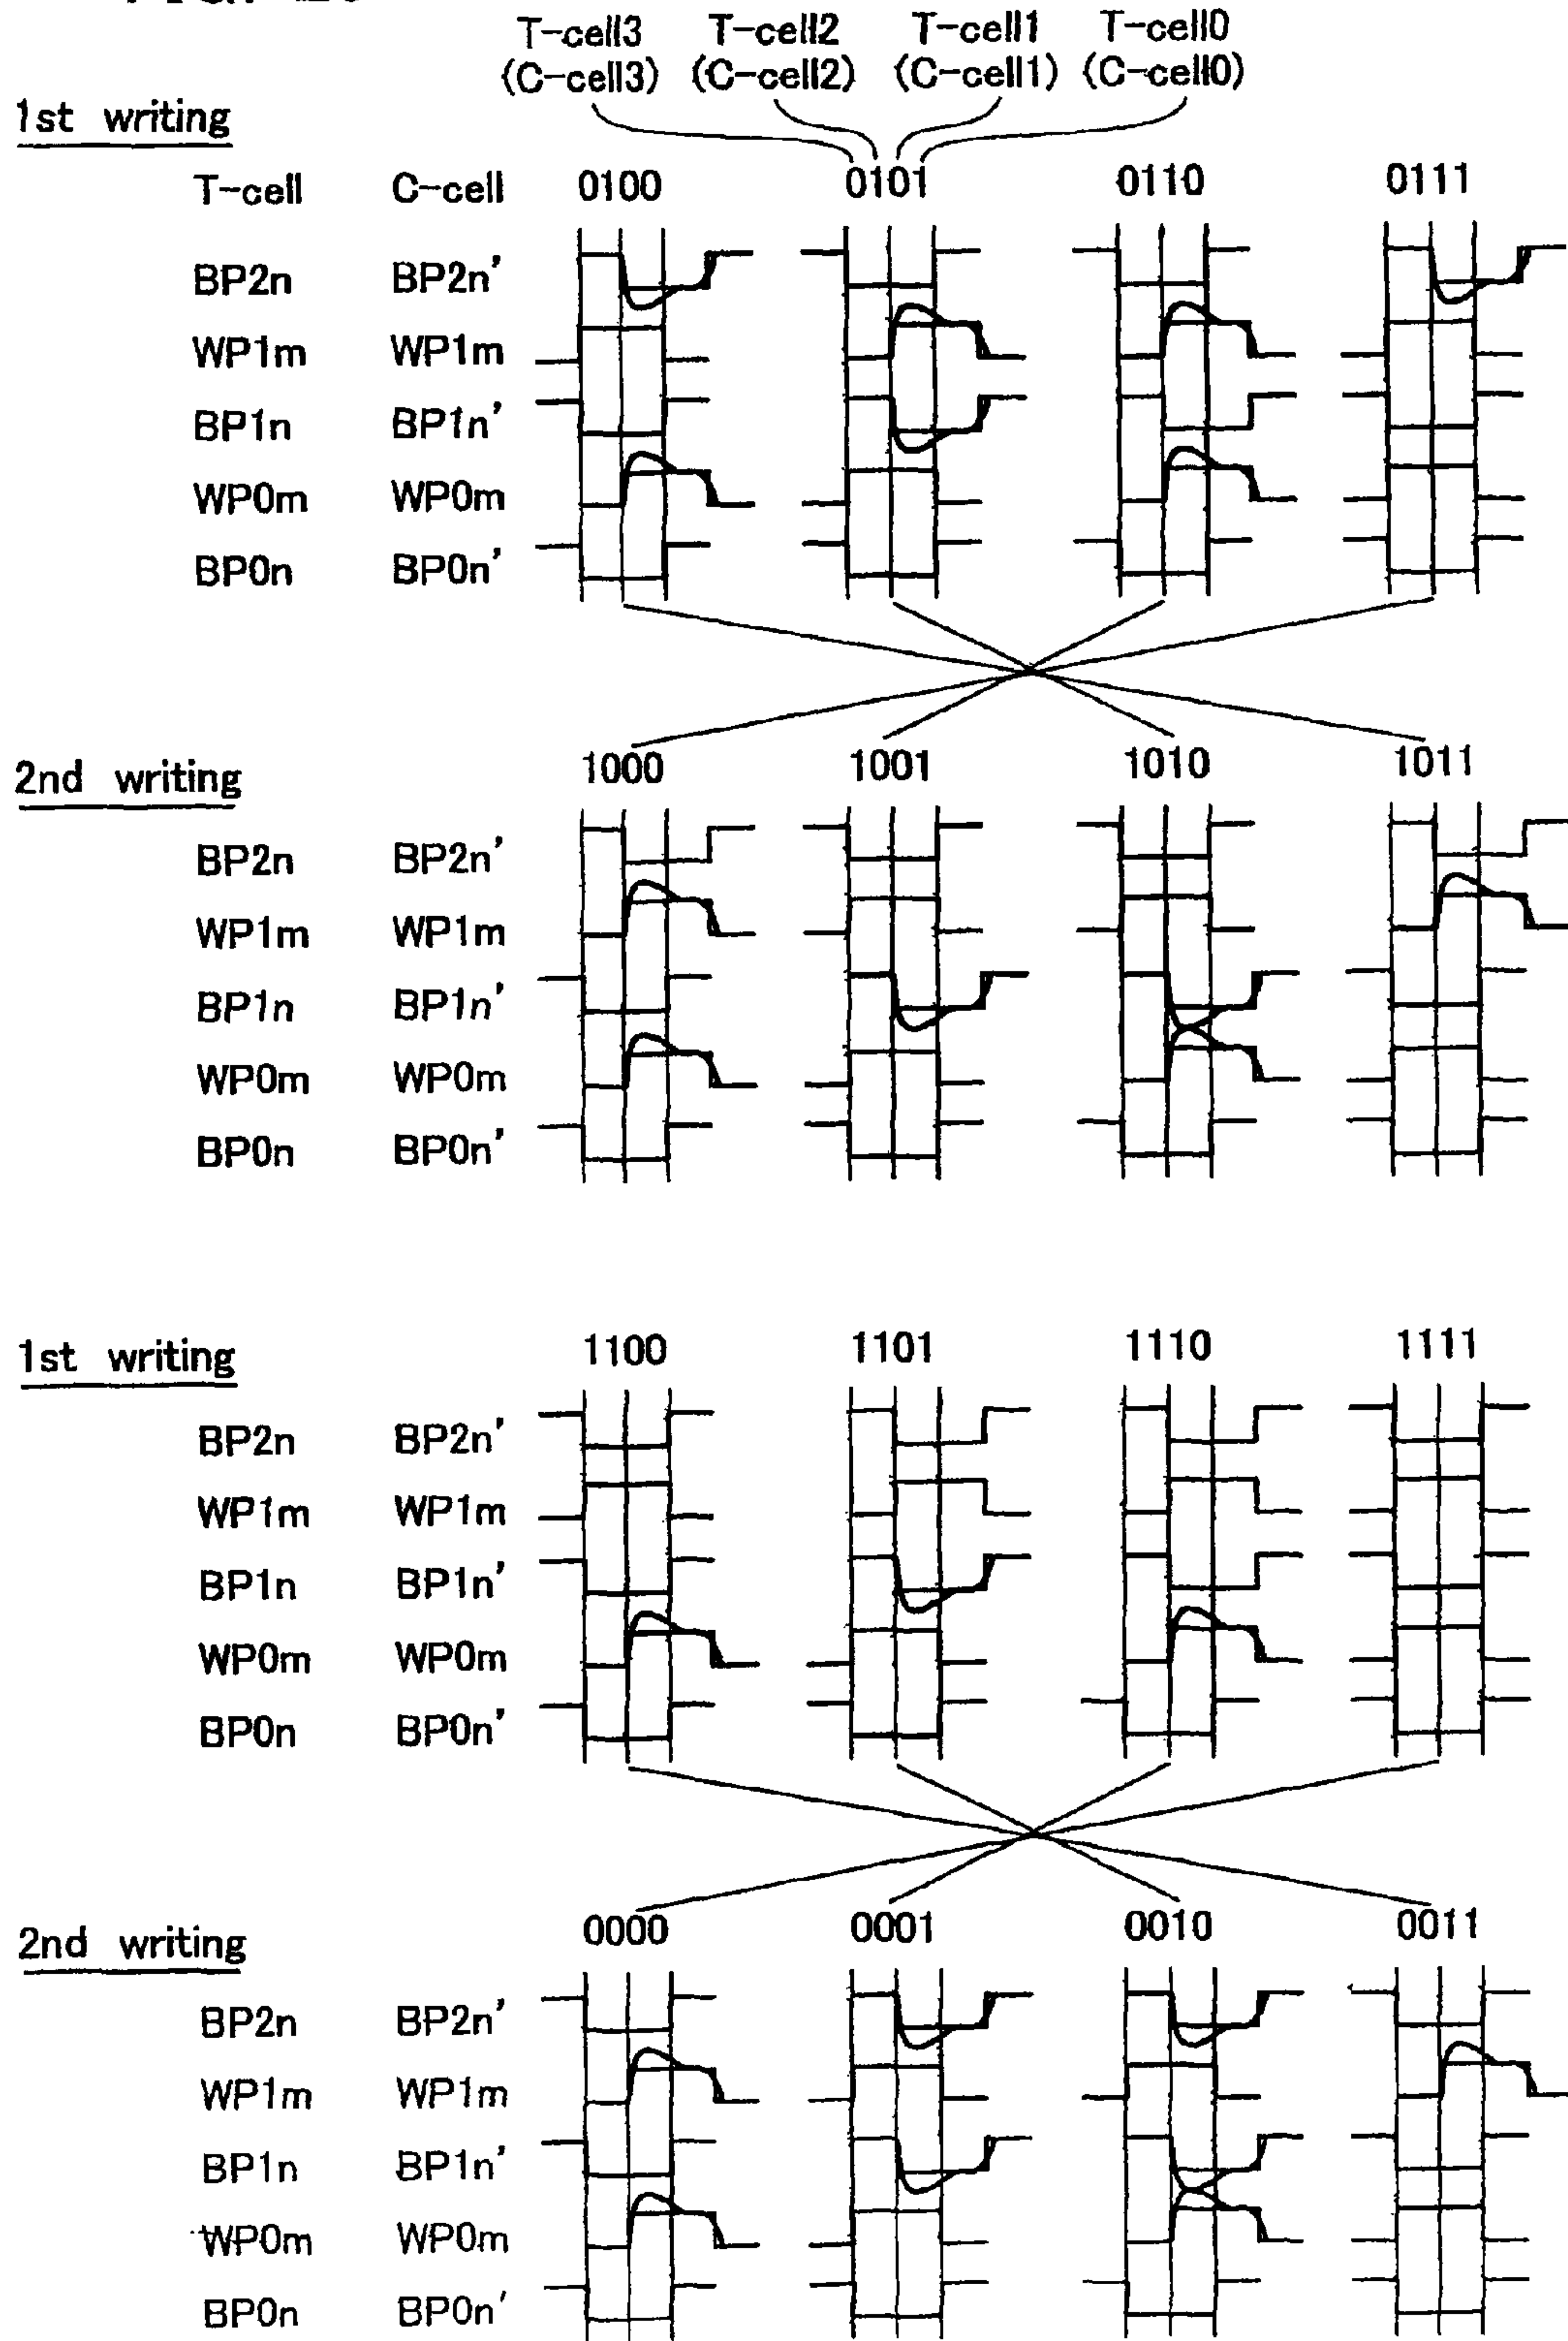 T-cell3 T-cell2 T-cell1 T-cell0
(C-cell3) (C-cell2) (C-cell1) (C-cell0)
1st writing
T-cell C-cell 0100 0101 0110 0111
BP2n BP2n'
WP1m WP1m
BP1n BP1n'
WP0m WP0m
BP0n BP0n'
2nd writing 1000 1001 1010 1011
BP2n BP2n'
WP1m WP1m
BP1n BP1n'
WP0m WP0m
BP0n BP0n'
1st writing 1100 1101 1110 1111
BP2n BP2n'
WP1m WP1m
BP1n BP1n'
WP0m WP0m
BP0n BP0n'
2nd writing 0000 0001 0010 0011
BP2n BP2n'
WP1m WP1m
BP1n BP1n'
WP0m WP0m
BP0n BP0n'